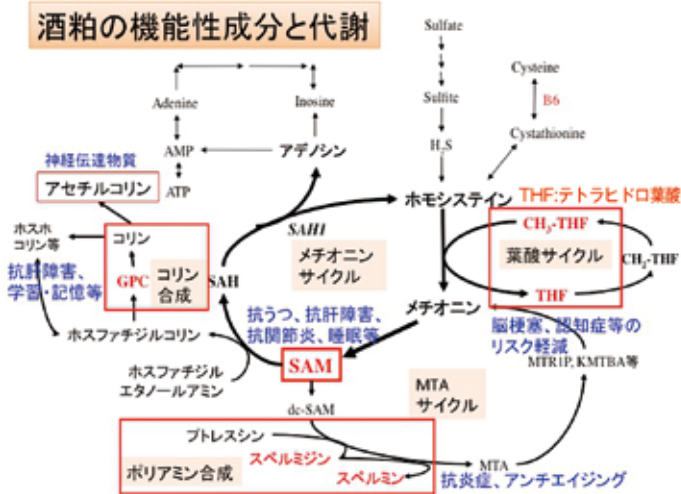 酒粕の機能性成分と代謝
Sulfate
Sulfite
H2S
Cysteine
B6
Cystathionine
Adenine
Inosine
AMP
アデノシン
ATP
神経伝達物質
アセチルコリン
ホスホ
コリン等
コリン
GPC
コリン
合成
抗肝障害、
学習・記憶等
ホスファチジルコリン
ホスファチジル
エタノールアミン
SAH
SAH1
メチオニン
サイクル
ホモシステイン
THF:テトラヒドロ葉酸
CH3-THF
葉酸サイクル
CH2-THF
THF
メチオニン
抗うつ、抗肝障害、
抗関節炎、睡眠等
SAM
脳梗塞、認知症等の
リスク軽減
MTR1P, KMTBA等
MTA
サイクル
dc-SAM
プトレスシン
スペルミジン
スペルミン
ポリアミン合成
MTA
抗炎症、アンチエイジング